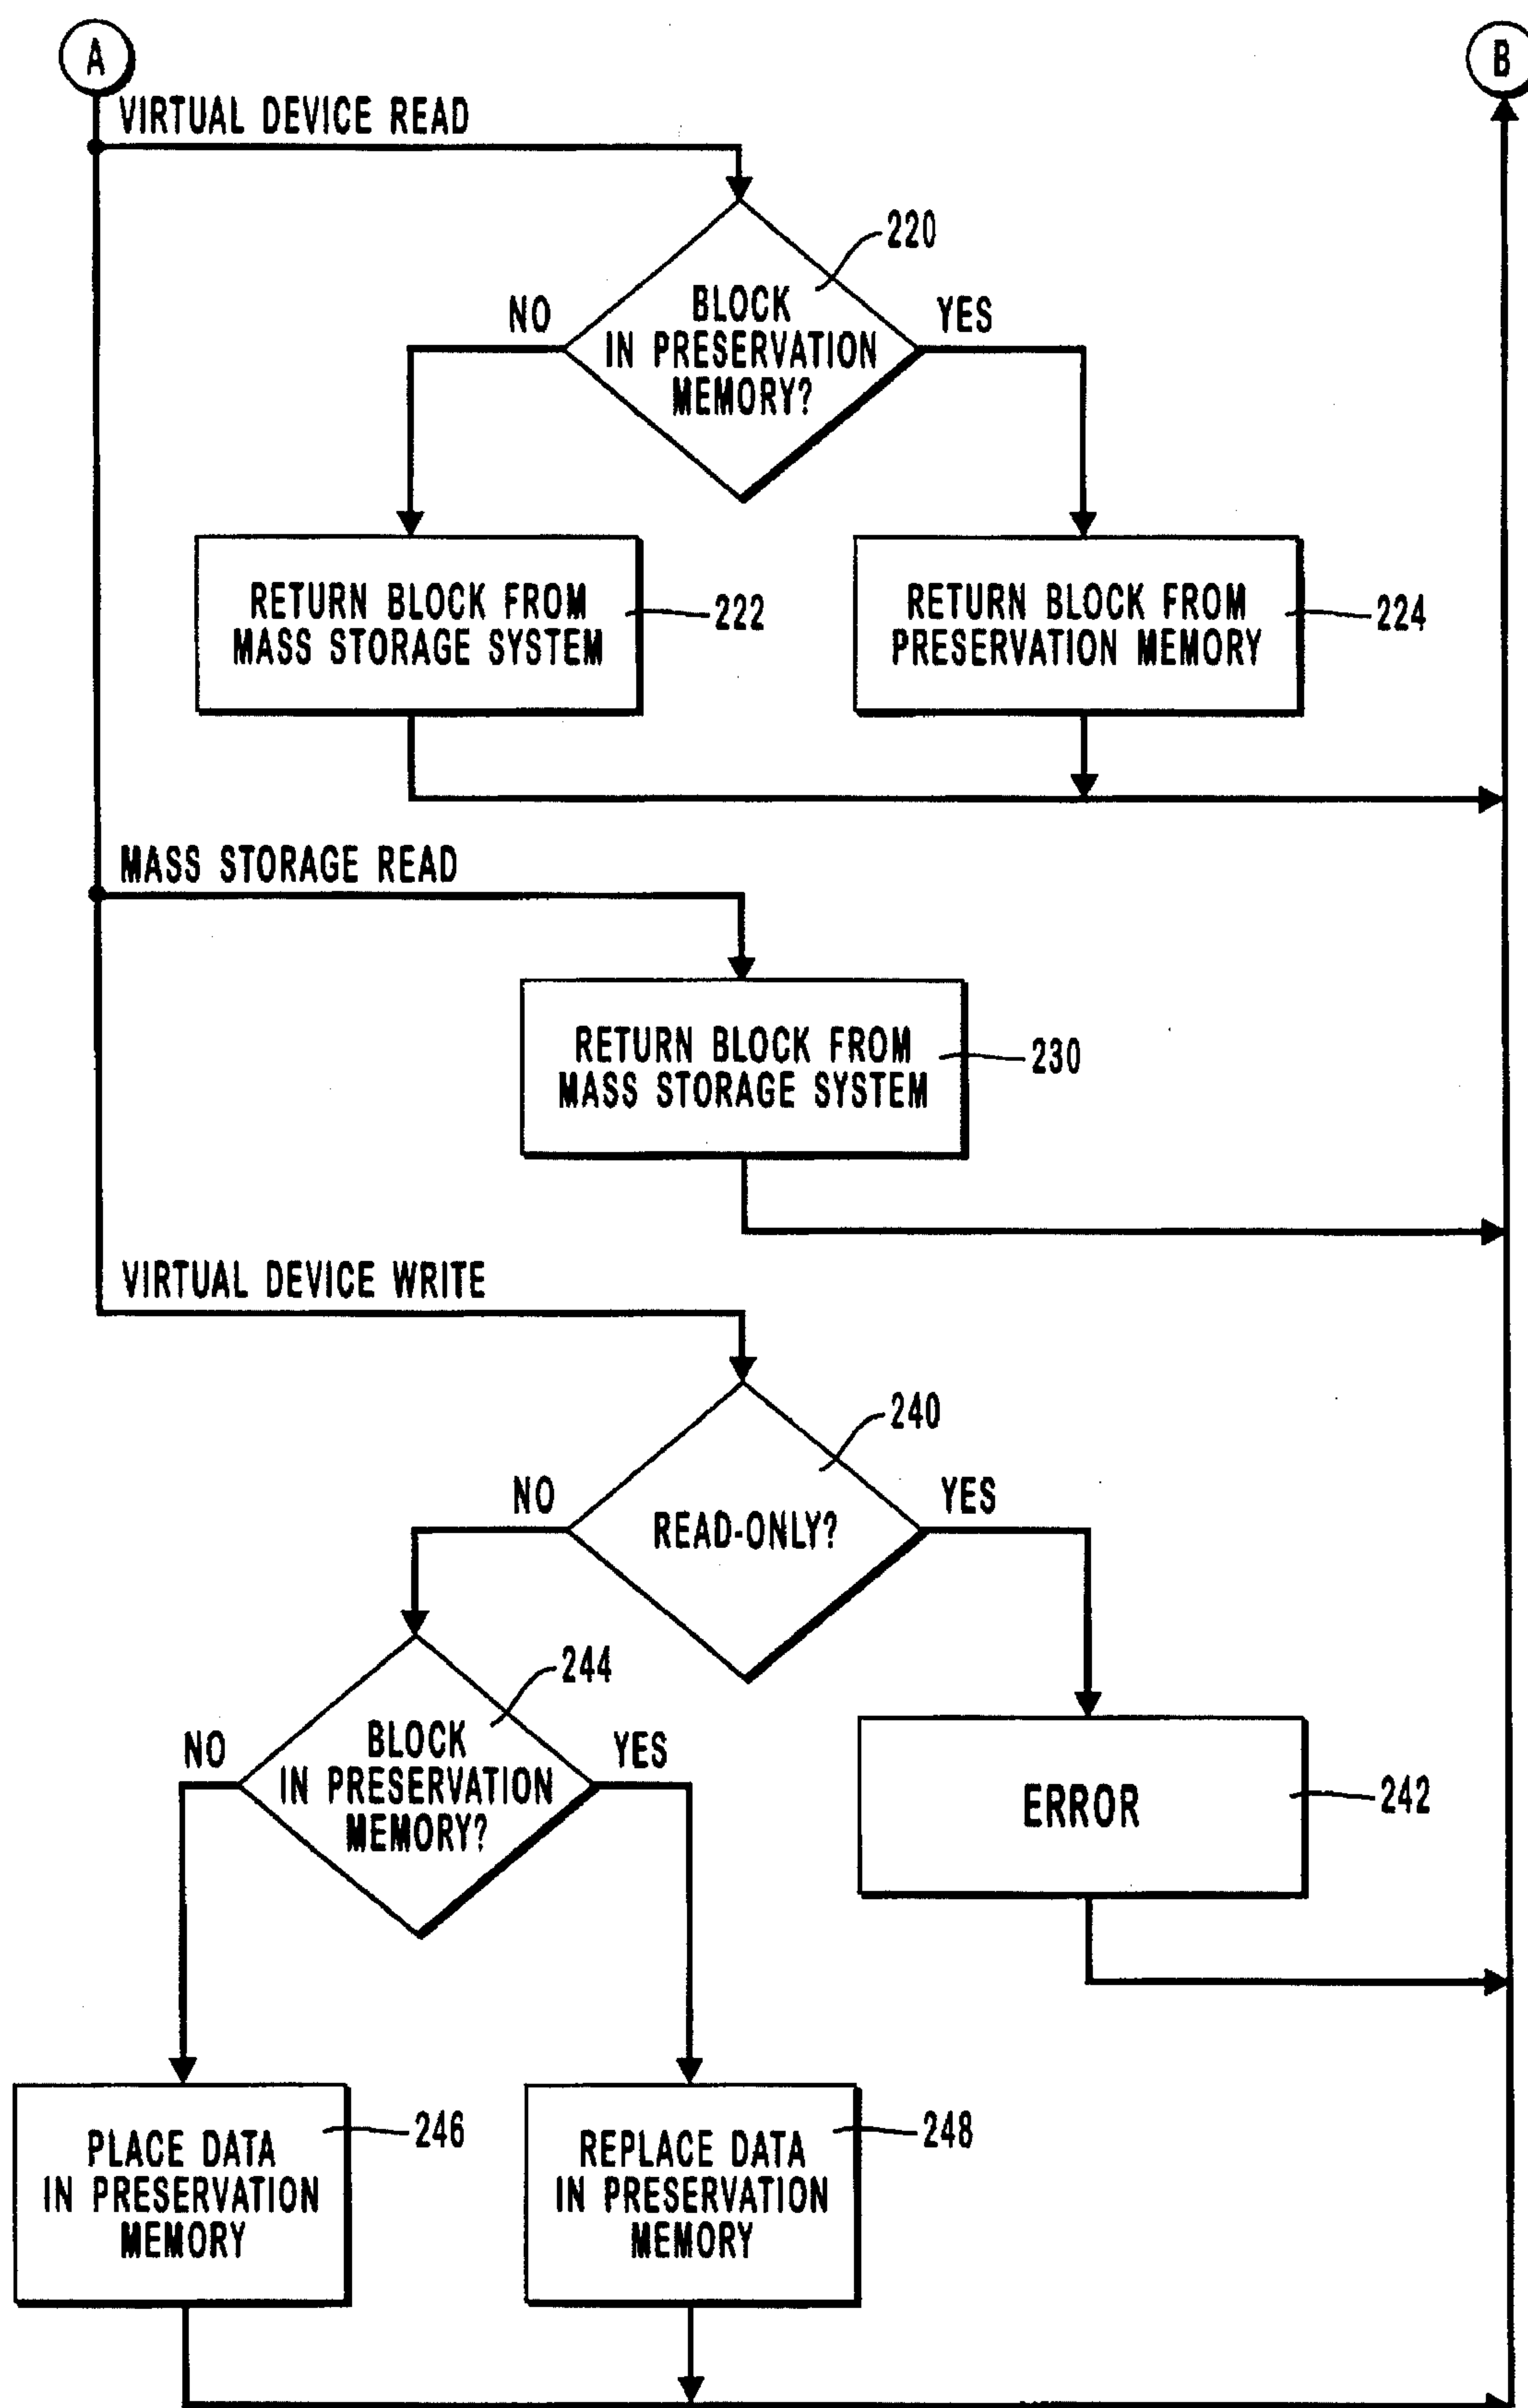 A
B
VIRTUAL DEVICE READ
220
NO
YES
BLOCK
IN PRESERVATION
MEMORY?
RETURN BLOCK FROM
MASS STORAGE SYSTEM
222
RETURN BLOCK FROM
PRESERVATION MEMORY
224
MASS STORAGE READ
RETURN BLOCK FROM
MASS STORAGE SYSTEM
230
VIRTUAL DEVICE WRITE
240
NO
YES
READ-ONLY?
244
NO
YES
BLOCK
IN PRESERVATION
MEMORY?
ERROR
242
PLACE DATA
IN PRESERVATION
MEMORY
246
REPLACE DATA
IN PRESERVATION
MEMORY
248